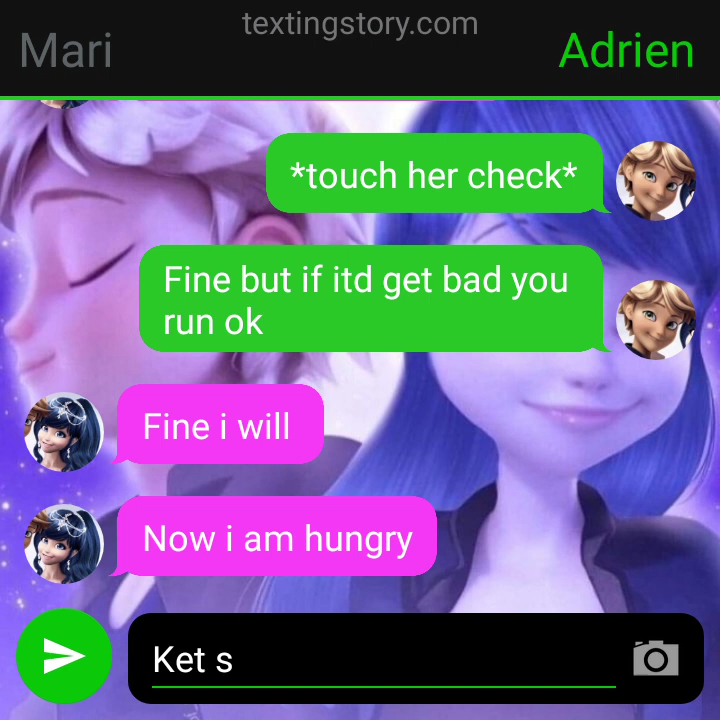 textingstory.com
Mari
Adrien
*touch her check*
Fine but if itd get bad you
run ok
Fine i will
Now i am hungry
Ket s